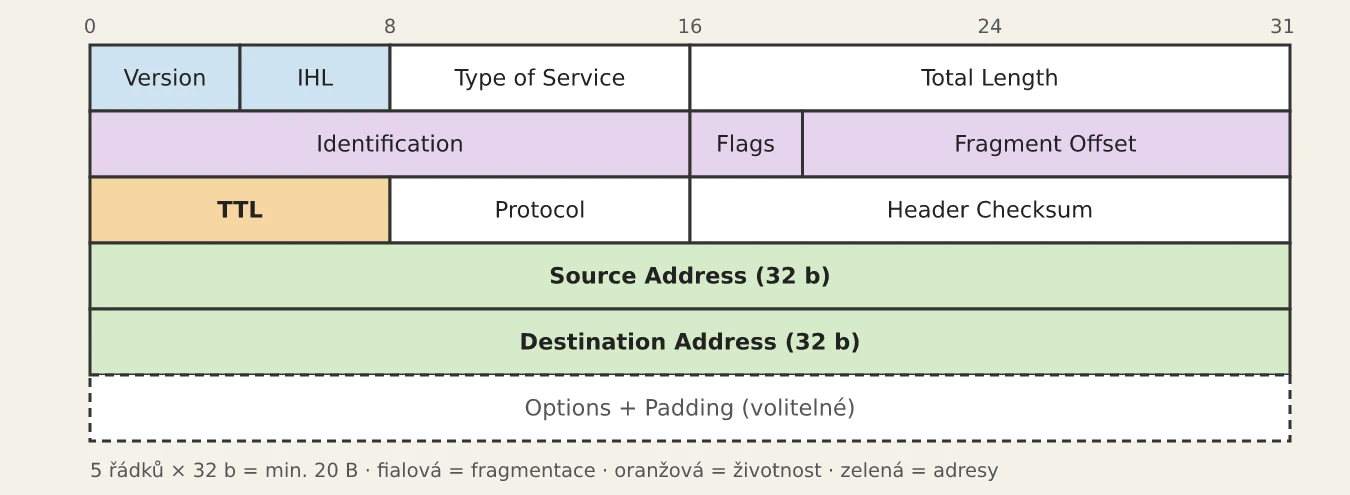 0 8 16 24 31
Version IHL Type of Service Total Length
Identification Flags Fragment Offset
TTL Protocol Header Checksum
Source Address (32 b)
Destination Address (32 b)
Options + Padding (volitelné)
5 řádků × 32 b = min. 20 B · fialová = fragmentace · oranžová = životnost · zelená = adresy